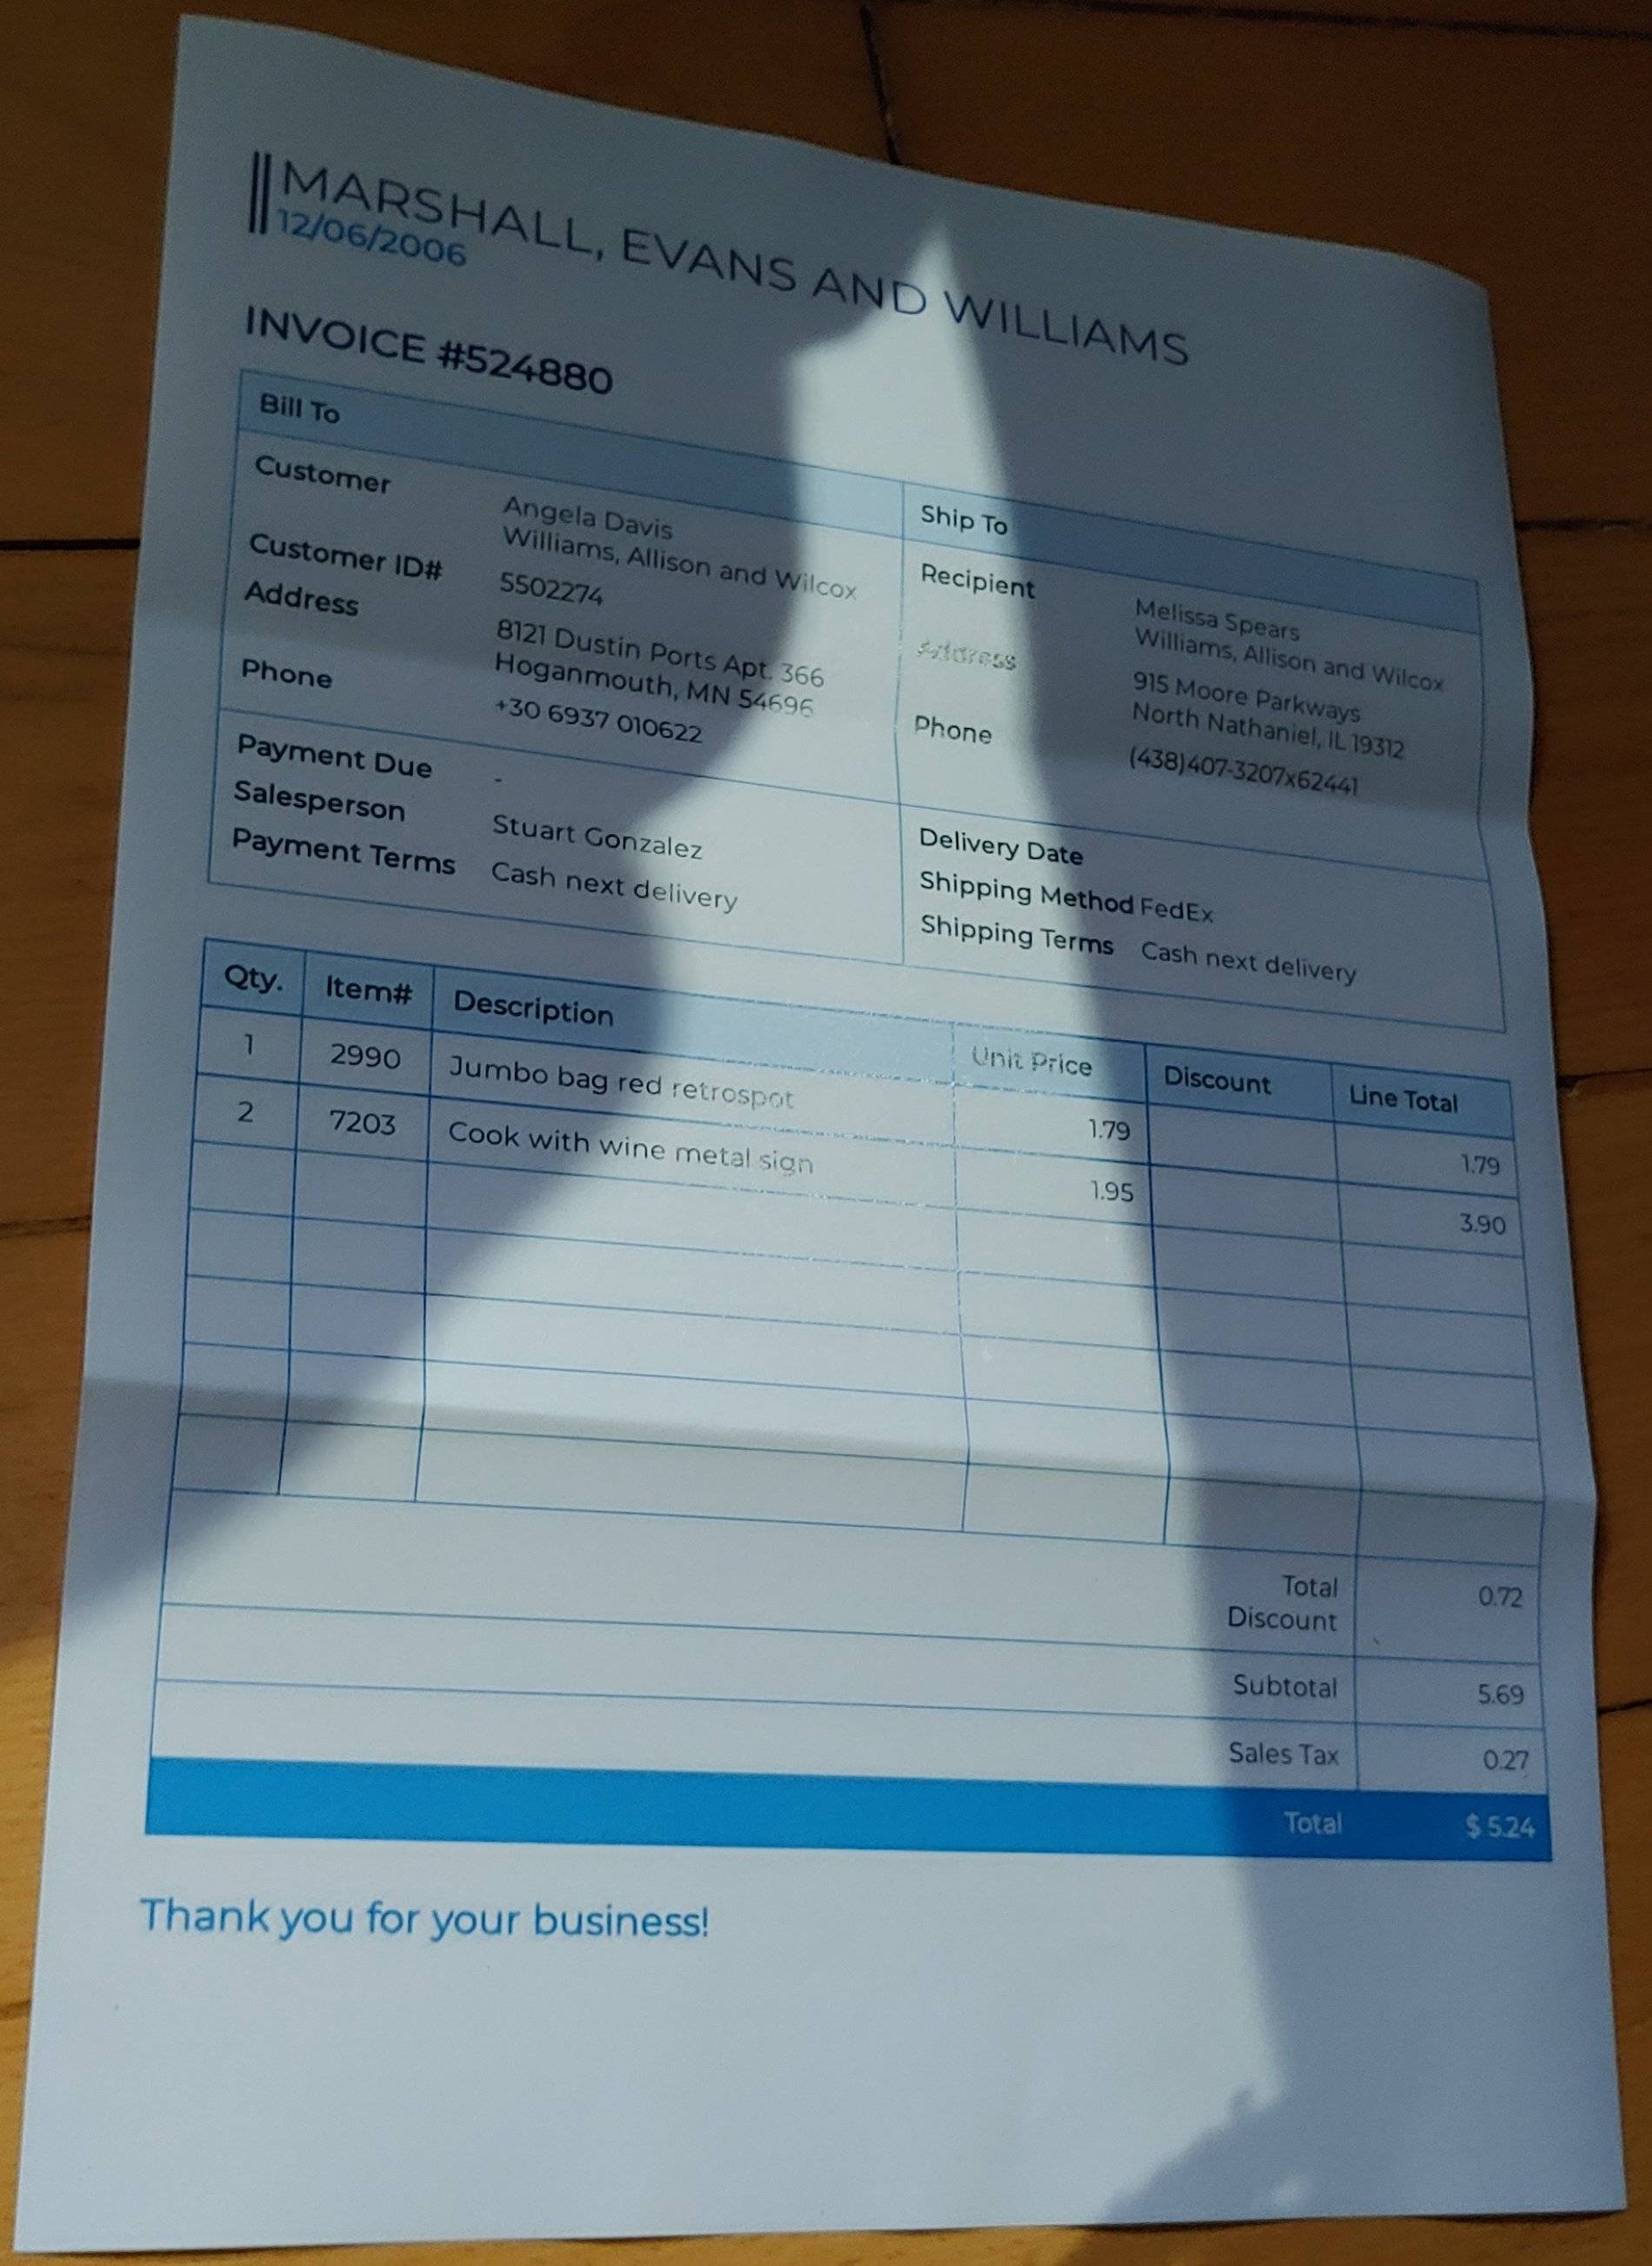 MARSHALL, EVANS AND WILLIAMS
12/06/2006
INVOICE #524880
Bill To
Customer Angela Davis
Williams, Allison and Wilcox
Customer ID# 5502274
Address 8121 Dustin Ports Apt. 366
Hoganmouth, MN 54696
Phone +30 6937 010622
Payment Due -
Salesperson Stuart Gonzalez
Payment Terms Cash next delivery
Ship To
Recipient Melissa Spears
Williams, Allison and Wilcox
Address 915 Moore Parkways
North Nathaniel, IL 19312
Phone (438)407-3207x62441
Delivery Date
Shipping Method FedEx
Shipping Terms Cash next delivery
Qty. Item# Description Unit Price Discount Line Total
1 2990 Jumbo bag red retrospot 1.79 1.79
2 7203 Cook with wine metal sign 1.95 3.90
Total Discount 0.72
Subtotal 5.69
Sales Tax 0.27
Total $ 5.24
Thank you for your business!